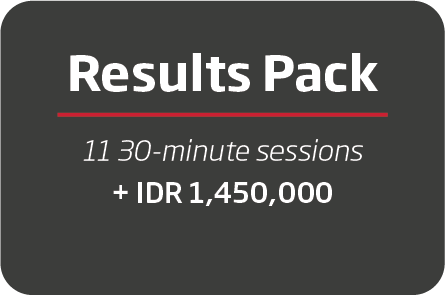 Results Pack
11 30-minute sessions
+ IDR 1,450,000